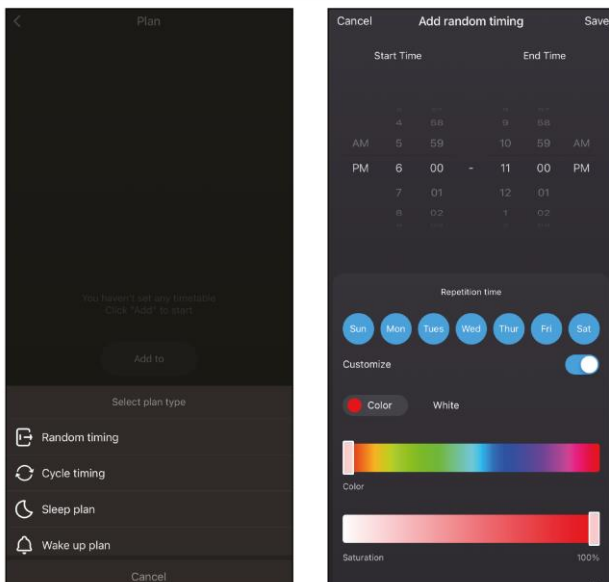 Plan
You haven't set any timetable
Click "Add" to start
Add to
Select plan type
Random timing
Cycle timing
Sleep plan
Wake up plan
Cancel
Cancel Add random timing Save
Start Time End Time
4 58 9 58
AM 5 59 10 59 AM
PM 6 00 - 11 00 PM
7 01 12 01
8 02 1 02
Repetition time
Sun Mon Tues Wed Thur Fri Sat
Customize
Color White
Color
Saturation 100%